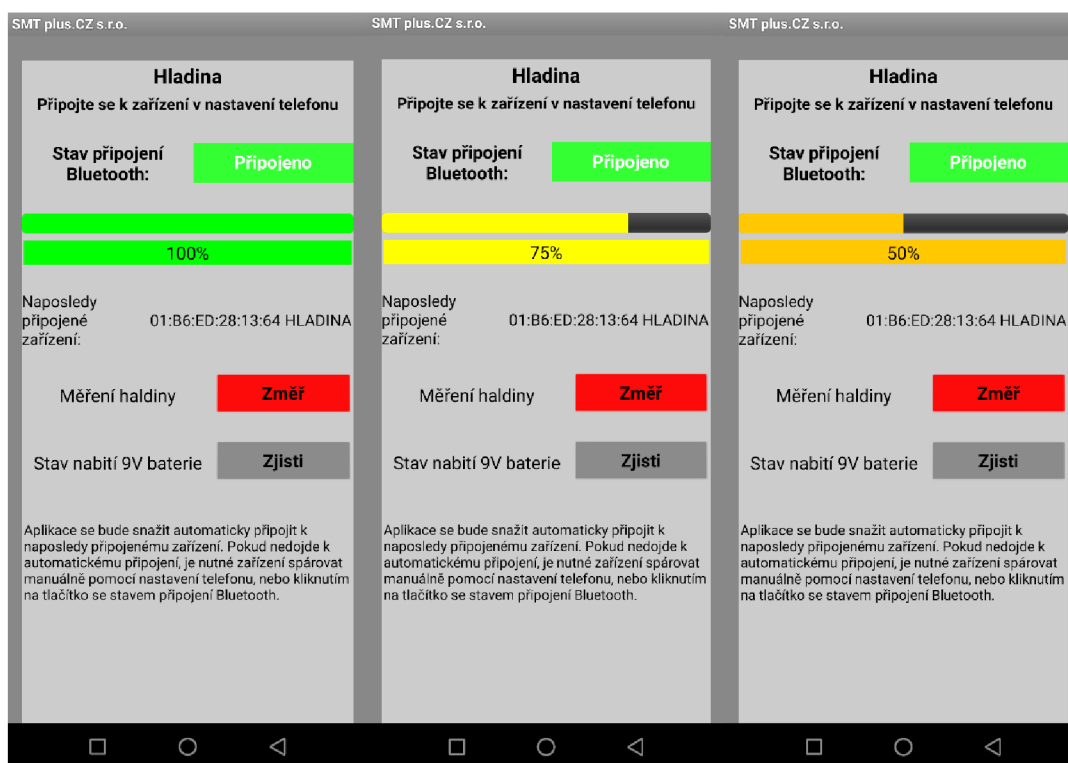 SMT plus.CZ s.r.o.
Hladina
Připojte se k zařízení v nastavení telefonu
Stav připojení
Bluetooth:
Připojeno
100%
Naposledy
připojené
zařízení:
01:B6:ED:28:13:64 HLADINA
Měření haldiny
Změř
Stav nabití 9V baterie
Zjisti
Aplikace se bude snažit automaticky připojit k
naposledy připojenému zařízení. Pokud nedojde k
automatickému připojení, je nutné zařízení spárovat
manuálně pomocí nastavení telefonu, nebo kliknutím
na tlačítko se stavem připojení Bluetooth.
SMT plus.CZ s.r.o.
Hladina
Připojte se k zařízení v nastavení telefonu
Stav připojení
Bluetooth:
Připojeno
75%
Naposledy
připojené
zařízení:
01:B6:ED:28:13:64 HLADINA
Měření haldiny
Změř
Stav nabití 9V baterie
Zjisti
Aplikace se bude snažit automaticky připojit k
naposledy připojenému zařízení. Pokud nedojde k
automatickému připojení, je nutné zařízení spárovat
manuálně pomocí nastavení telefonu, nebo kliknutím
na tlačítko se stavem připojení Bluetooth.
SMT plus.CZ s.r.o.
Hladina
Připojte se k zařízení v nastavení telefonu
Stav připojení
Bluetooth:
Připojeno
50%
Naposledy
připojené
zařízení:
01:B6:ED:28:13:64 HLADINA
Měření haldiny
Změř
Stav nabití 9V baterie
Zjisti
Aplikace se bude snažit automaticky připojit k
naposledy připojenému zařízení. Pokud nedojde k
automatickému připojení, je nutné zařízení spárovat
manuálně pomocí nastavení telefonu, nebo kliknutím
na tlačítko se stavem připojení Bluetooth.